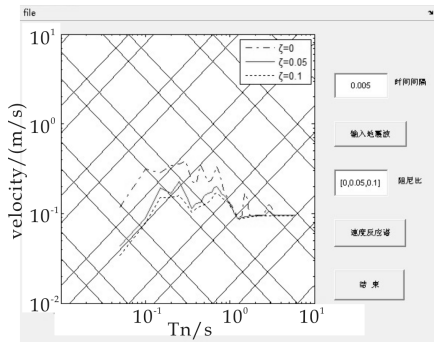 file
10¹
10⁰
10⁻¹
10⁻²
velocity/(m/s)
10⁻¹
10⁰
10¹
Tn/s
ζ=0
ζ=0.05
ζ=0.1
0.005 时间间隔
输入地震波
[0,0.05,0.1] 阻尼比
速度反应谱
结 束